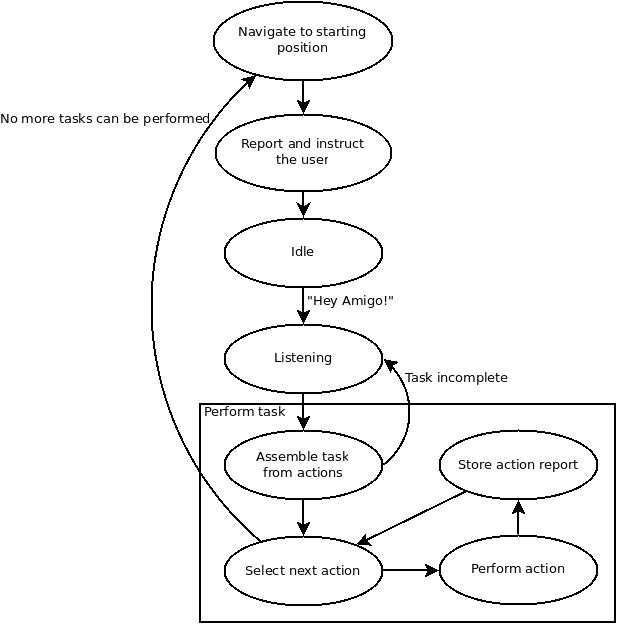 Navigate to starting
position
No more tasks can be performed
Report and instruct
the user
Idle
"Hey Amigo!"
Listening
Task incomplete
Perform task
Assemble task
from actions
Store action report
Select next action
Perform action